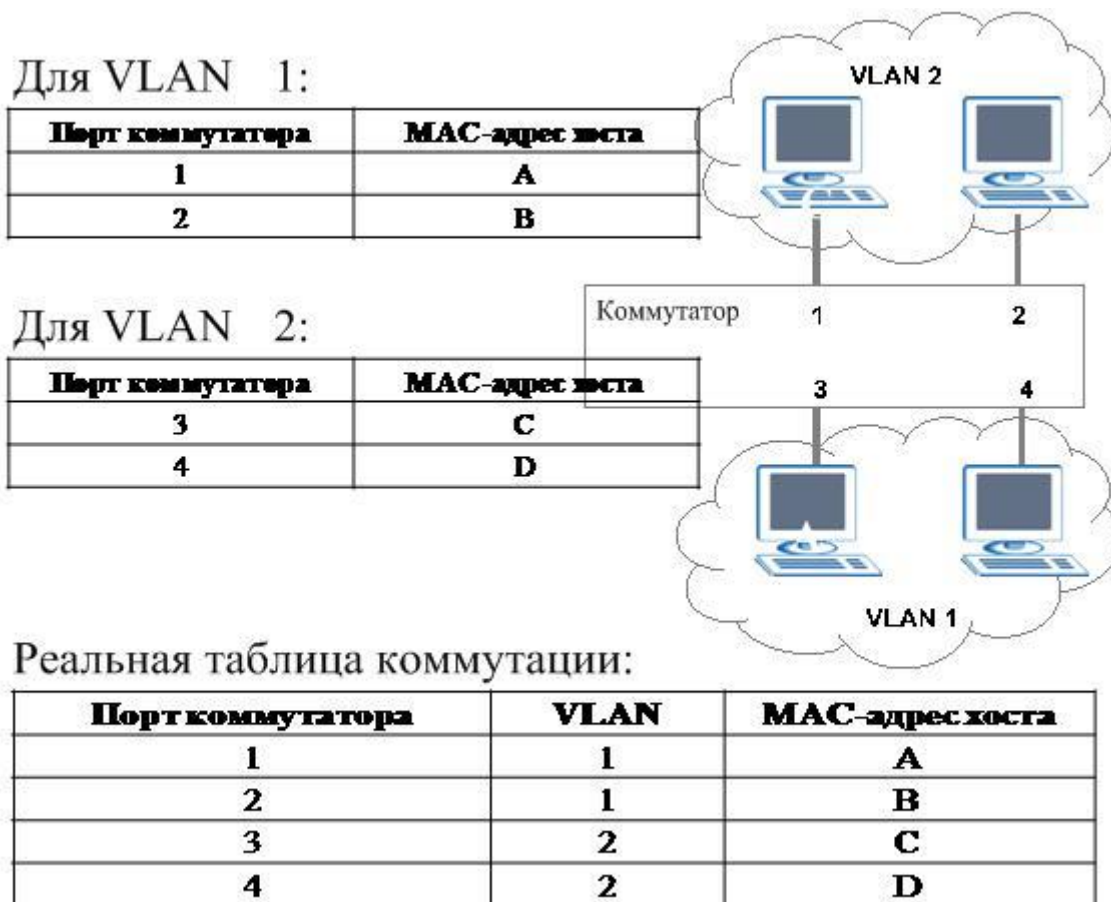 Для VLAN 1:
Порт коммутатора MAC-адрес хоста
1 A
2 B
Для VLAN 2:
Порт коммутатора MAC-адрес хоста
3 C
4 D
VLAN 2
C
Коммутатор 1 2
3 4
A
VLAN 1
Реальная таблица коммутации:
Порт коммутатора VLAN MAC-адрес хоста
1 1 A
2 1 B
3 2 C
4 2 D